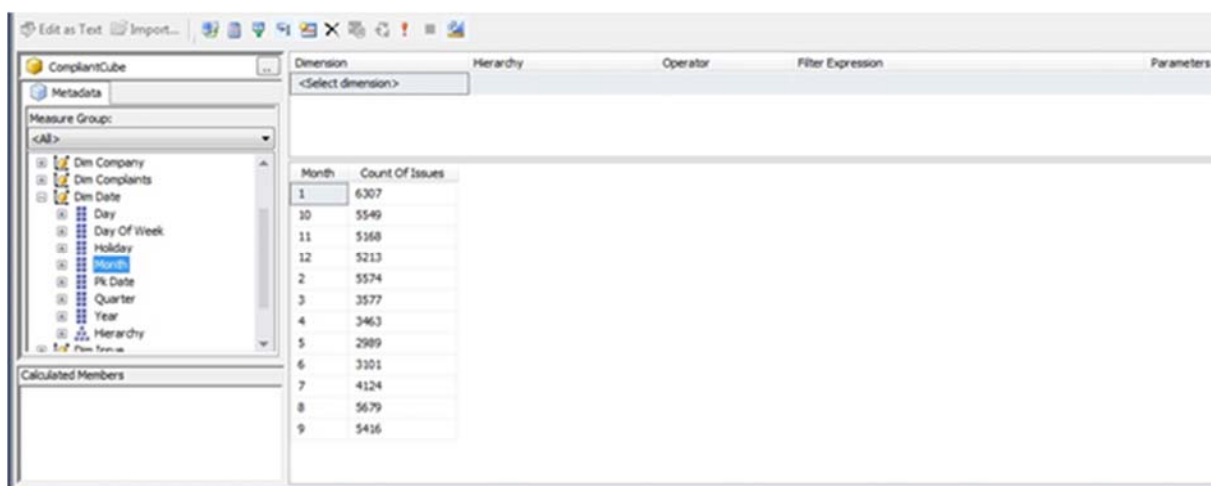 Edit as Text Import...
CompliantCube ...
Metadata
Measure Group:
<All>
Dim Company
Dim Complaints
Dim Date
Day
Day Of Week
Holiday
Month
Pk Date
Quarter
Year
Hierarchy
Dim Issue
Calculated Members
Dimension Hierarchy Operator Filter Expression Parameters
<Select dimension>
Month Count Of Issues
1 6307
10 5549
11 5168
12 5213
2 5574
3 3577
4 3463
5 2989
6 3101
7 4124
8 5679
9 5416